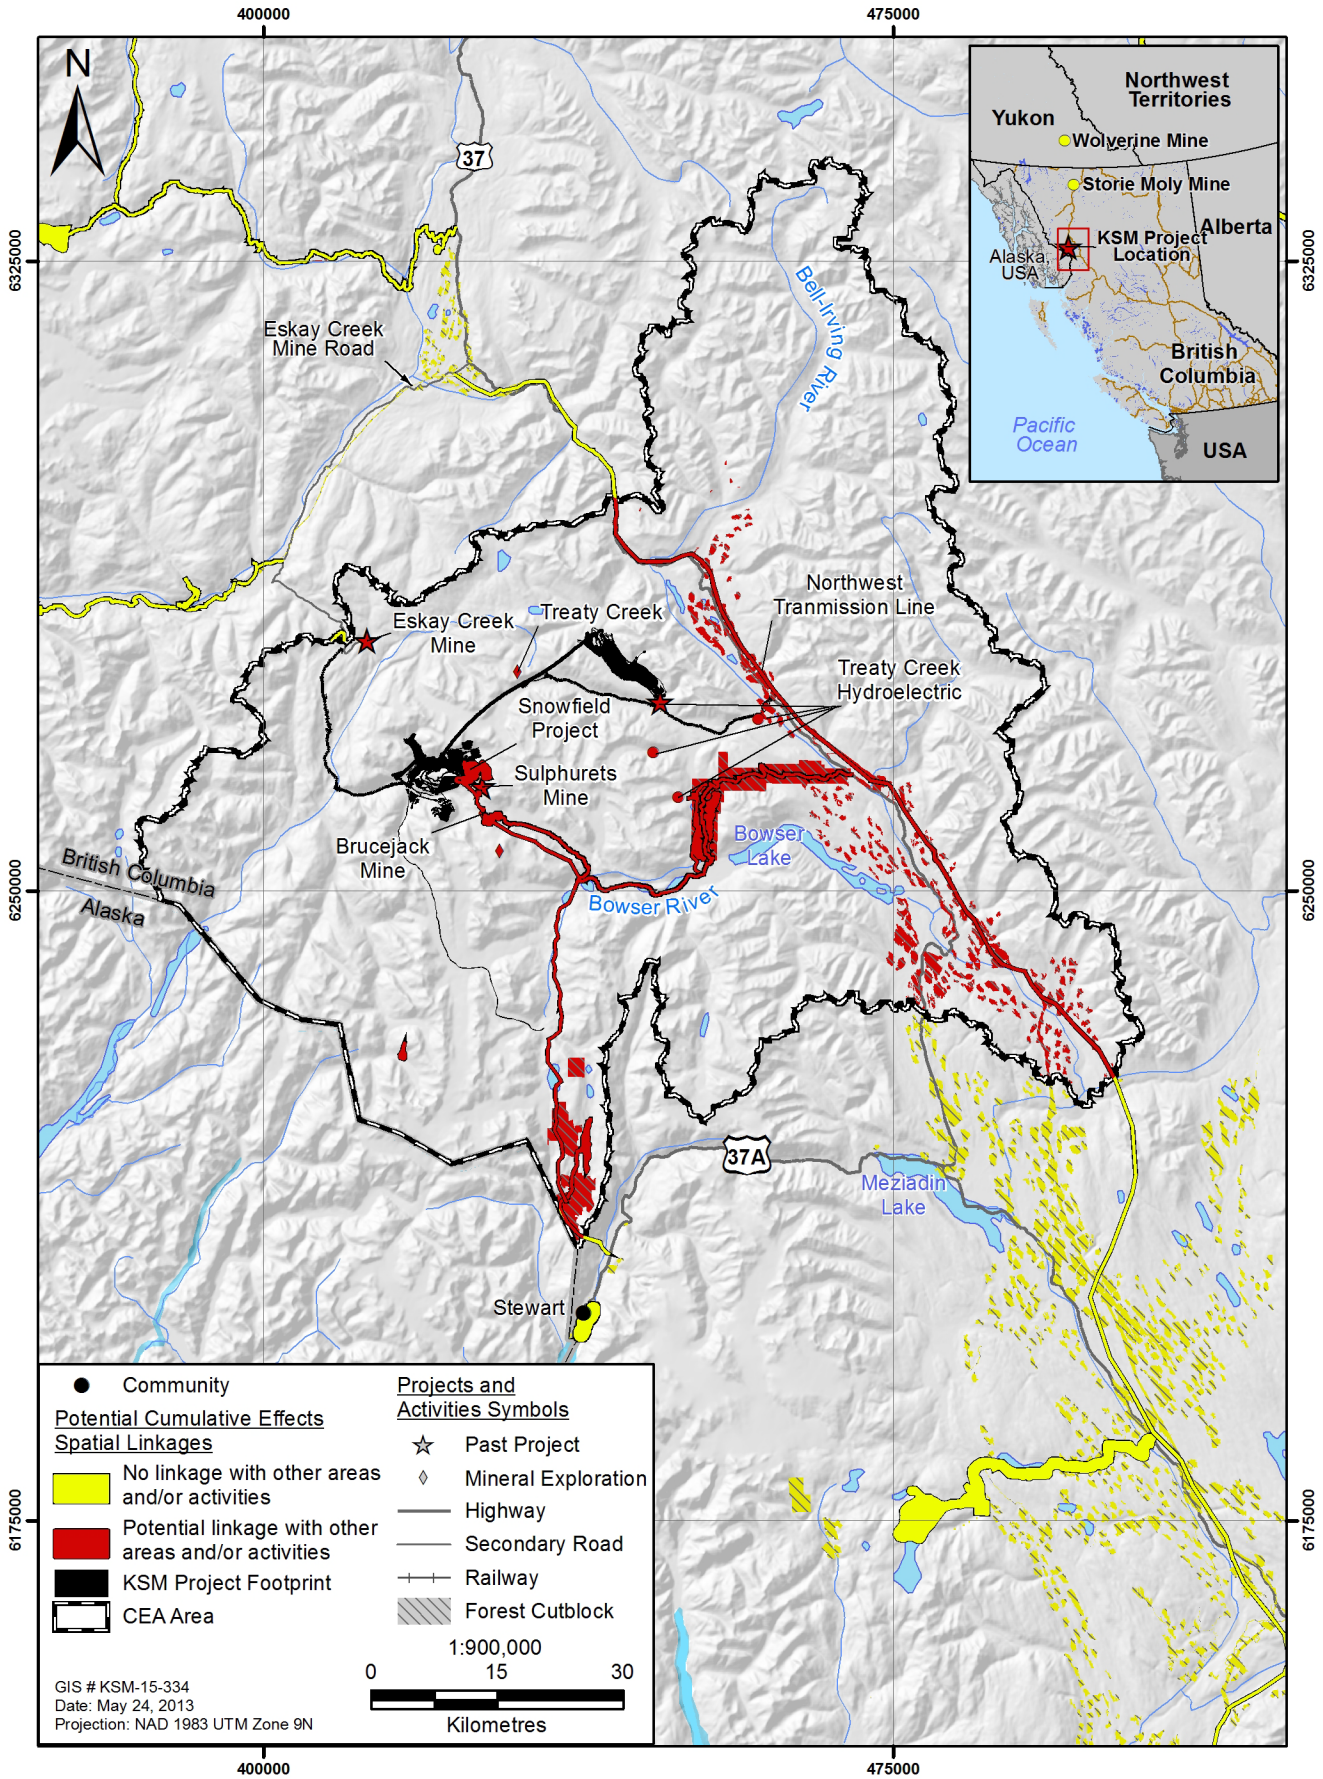 400000
475000
N
37
Northwest
Territories
Yukon
Wolverine Mine
Storie Moly Mine
Alberta
KSM Project
Location
Alaska,
USA
British
Columbia
Pacific
Ocean
USA
6325000
6325000
Bell-Irving River
Eskay Creek
Mine Road
Northwest
Tranmission Line
Eskay Creek
Mine
Treaty Creek
Treaty Creek
Hydroelectric
Snowfield
Project
Sulphurets
Mine
Brucejack
Mine
Bowser
Lake
Bowser River
British Columbia
Alaska
6250000
6250000
37A
Meziadin
Lake
Stewart
Community
Potential Cumulative Effects
Spatial Linkages
No linkage with other areas
and/or activities
Potential linkage with other
areas and/or activities
KSM Project Footprint
CEA Area
Projects and
Activities Symbols
Past Project
Mineral Exploration
Highway
Secondary Road
Railway
Forest Cutblock
1:900,000
0 15 30
Kilometres
GIS # KSM-15-334
Date: May 24, 2013
Projection: NAD 1983 UTM Zone 9N
6175000
6175000
400000
475000